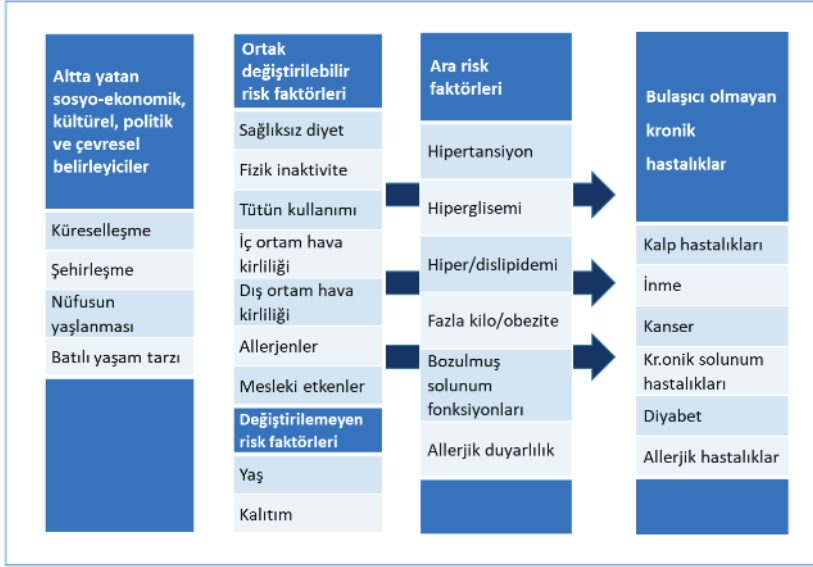 Altta yatan
sosyo-ekonomik,
kültürel, politik
ve çevresel
belirleyiciler
Küreselleşme
Şehirleşme
Nüfusun
yaşlanması
Batılı yaşam tarzı
Ortak
değiştirilebilir
risk faktörleri
Sağlıksız diyet
Fizik inaktivite
Tütün kullanımı
İç ortam hava
kirliliği
Dış ortam hava
kirliliği
Allerjenler
Mesleki etkenler
Değiştirilemeyen
risk faktörleri
Yaş
Kalıtım
Ara risk
faktörleri
Hipertansiyon
Hiperglisemi
Hiper/dislipidemi
Fazla kilo/obezite
Bozulmuş
solunum
fonksiyonları
Allerjik duyarlılık
Bulaşıcı olmayan
kronik
hastalıklar
Kalp hastalıkları
İnme
Kanser
Kr.onik solunum
hastalıkları
Diyabet
Allerjik hastalıklar